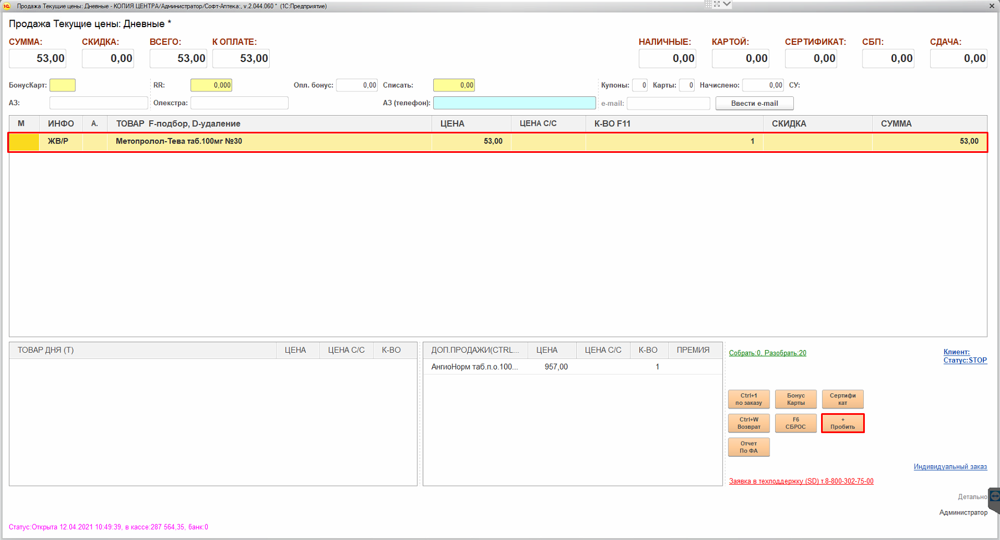 Продажа Текущие цены: Дневные - КОПИЯ ЦЕНТРА/Администратор/Софт-Аптека:, v.2.044.060 * (1С:Предприятие)
Продажа Текущие цены: Дневные *
СУММА: СКИДКА: ВСЕГО: К ОПЛАТЕ: НАЛИЧНЫЕ: КАРТОЙ: СЕРТИФИКАТ: СБП: СДАЧА:
53,00 0,00 53,00 53,00 0,00 0,00 0,00 0,00 0,00
БонусКарт: RR: 0,000 Опл. бонус: 0,00 Списать: 0,00 Купоны: 0 Карты: 0 Начислено: 0,00 СУ:
АЗ: Олекстра: АЗ (телефон): e-mail: Ввести e-mail
М ИНФО А. ТОВАР F-подбор, D-удаление ЦЕНА ЦЕНА С/С К-ВО F11 СКИДКА СУММА
ЖВ/Р Метопролол-Тева таб.100мг №30 53,00 1 53,00
ТОВАР ДНЯ (Т) ЦЕНА ЦЕНА С/С К-ВО
ДОП.ПРОДАЖИ(CTRL... ЦЕНА ЦЕНА С/С К-ВО ПРЕМИЯ
АнгиоНорм таб.п.о.100... 957,00 1
Собрать:0, Разобрать:20
Клиент:
Статус:STOP
Ctrl+1
по заказу
Бонус
Карты
Сертифи
кат
Ctrl+W
Возврат
F6
СБРОС
+
Пробить
Отчет
По ФА
Индивидуальный заказ
Заявка в техподдержку (SD) т.8-800-302-75-00
Детально
Администратор
Статус:Открыта 12.04.2021 10:49:39, в кассе:287 564,35, банк:0